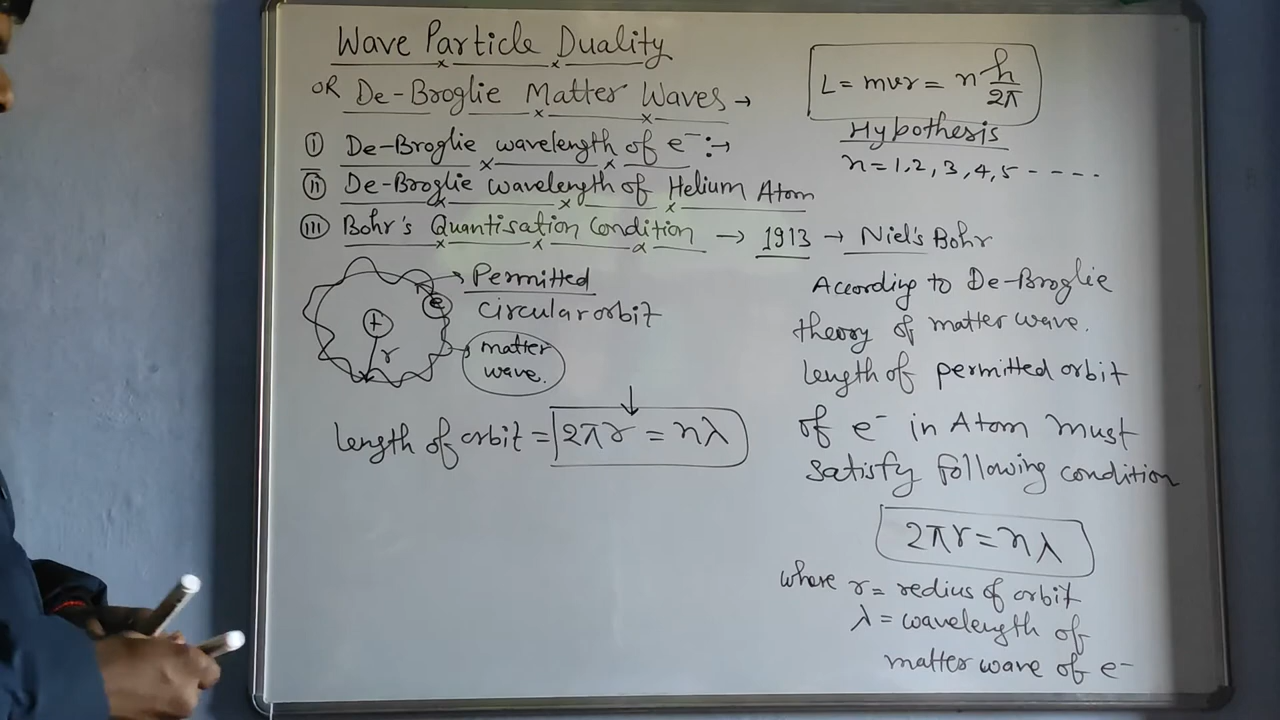 Wave Particle Duality
OR De-Broglie Matter Waves →
(i) De-Broglie wavelength of e⁻ :→
(ii) De-Broglie wavelength of Helium Atom
(iii) Bohr's Quantisation Condition → 1913 → Niel's Bohr
Permitted
Circular orbit
e
+
r
matter
wave.
length of orbit = 2πr = nλ
L = mvr = n h/2π
Hypothesis
n = 1, 2, 3, 4, 5 - - - -
According to De-Broglie
theory of matter wave.
length of permitted orbit
of e⁻ in Atom must
satisfy following condition
2πr = nλ
where r = redius of orbit
λ = wavelength of
matter wave of e⁻